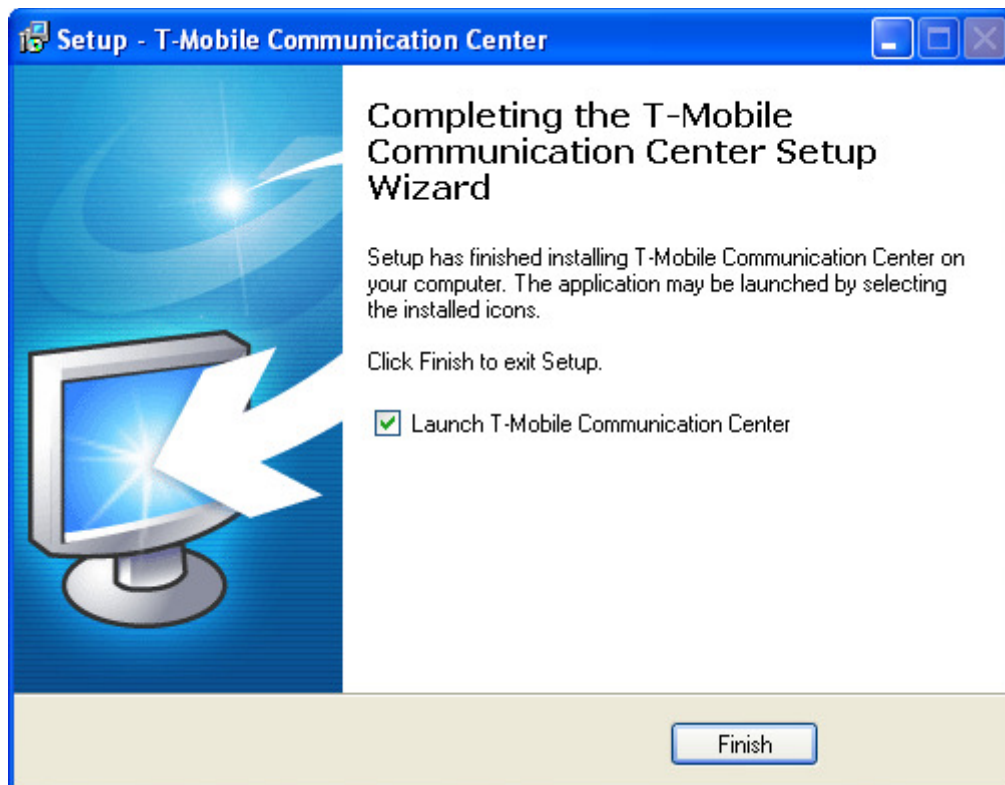 Setup - T-Mobile Communication Center
Completing the T-Mobile
Communication Center Setup
Wizard
Setup has finished installing T-Mobile Communication Center on
your computer. The application may be launched by selecting
the installed icons.
Click Finish to exit Setup.
Launch T-Mobile Communication Center
Finish